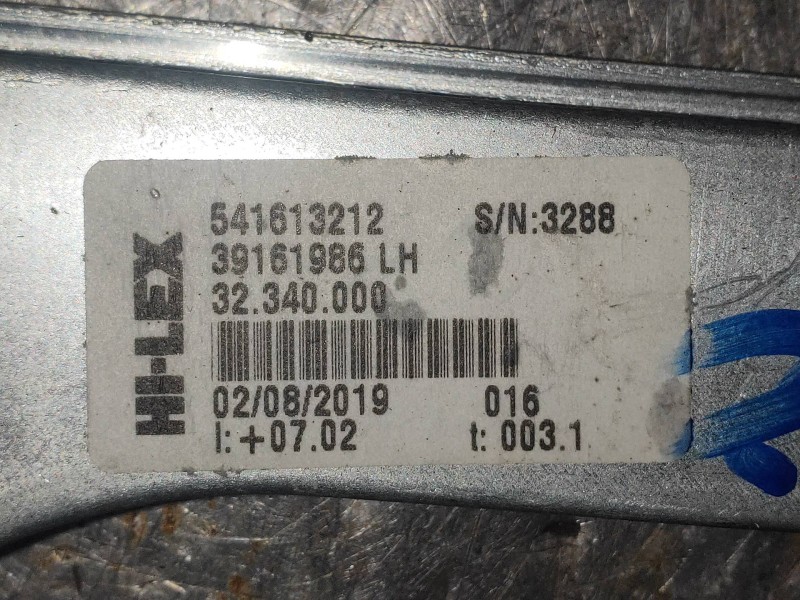 HI-LEX
541613212 S/N:3288
39161986 LH
32.340.000
02/08/2019 016
I:+07.02 t: 003.1